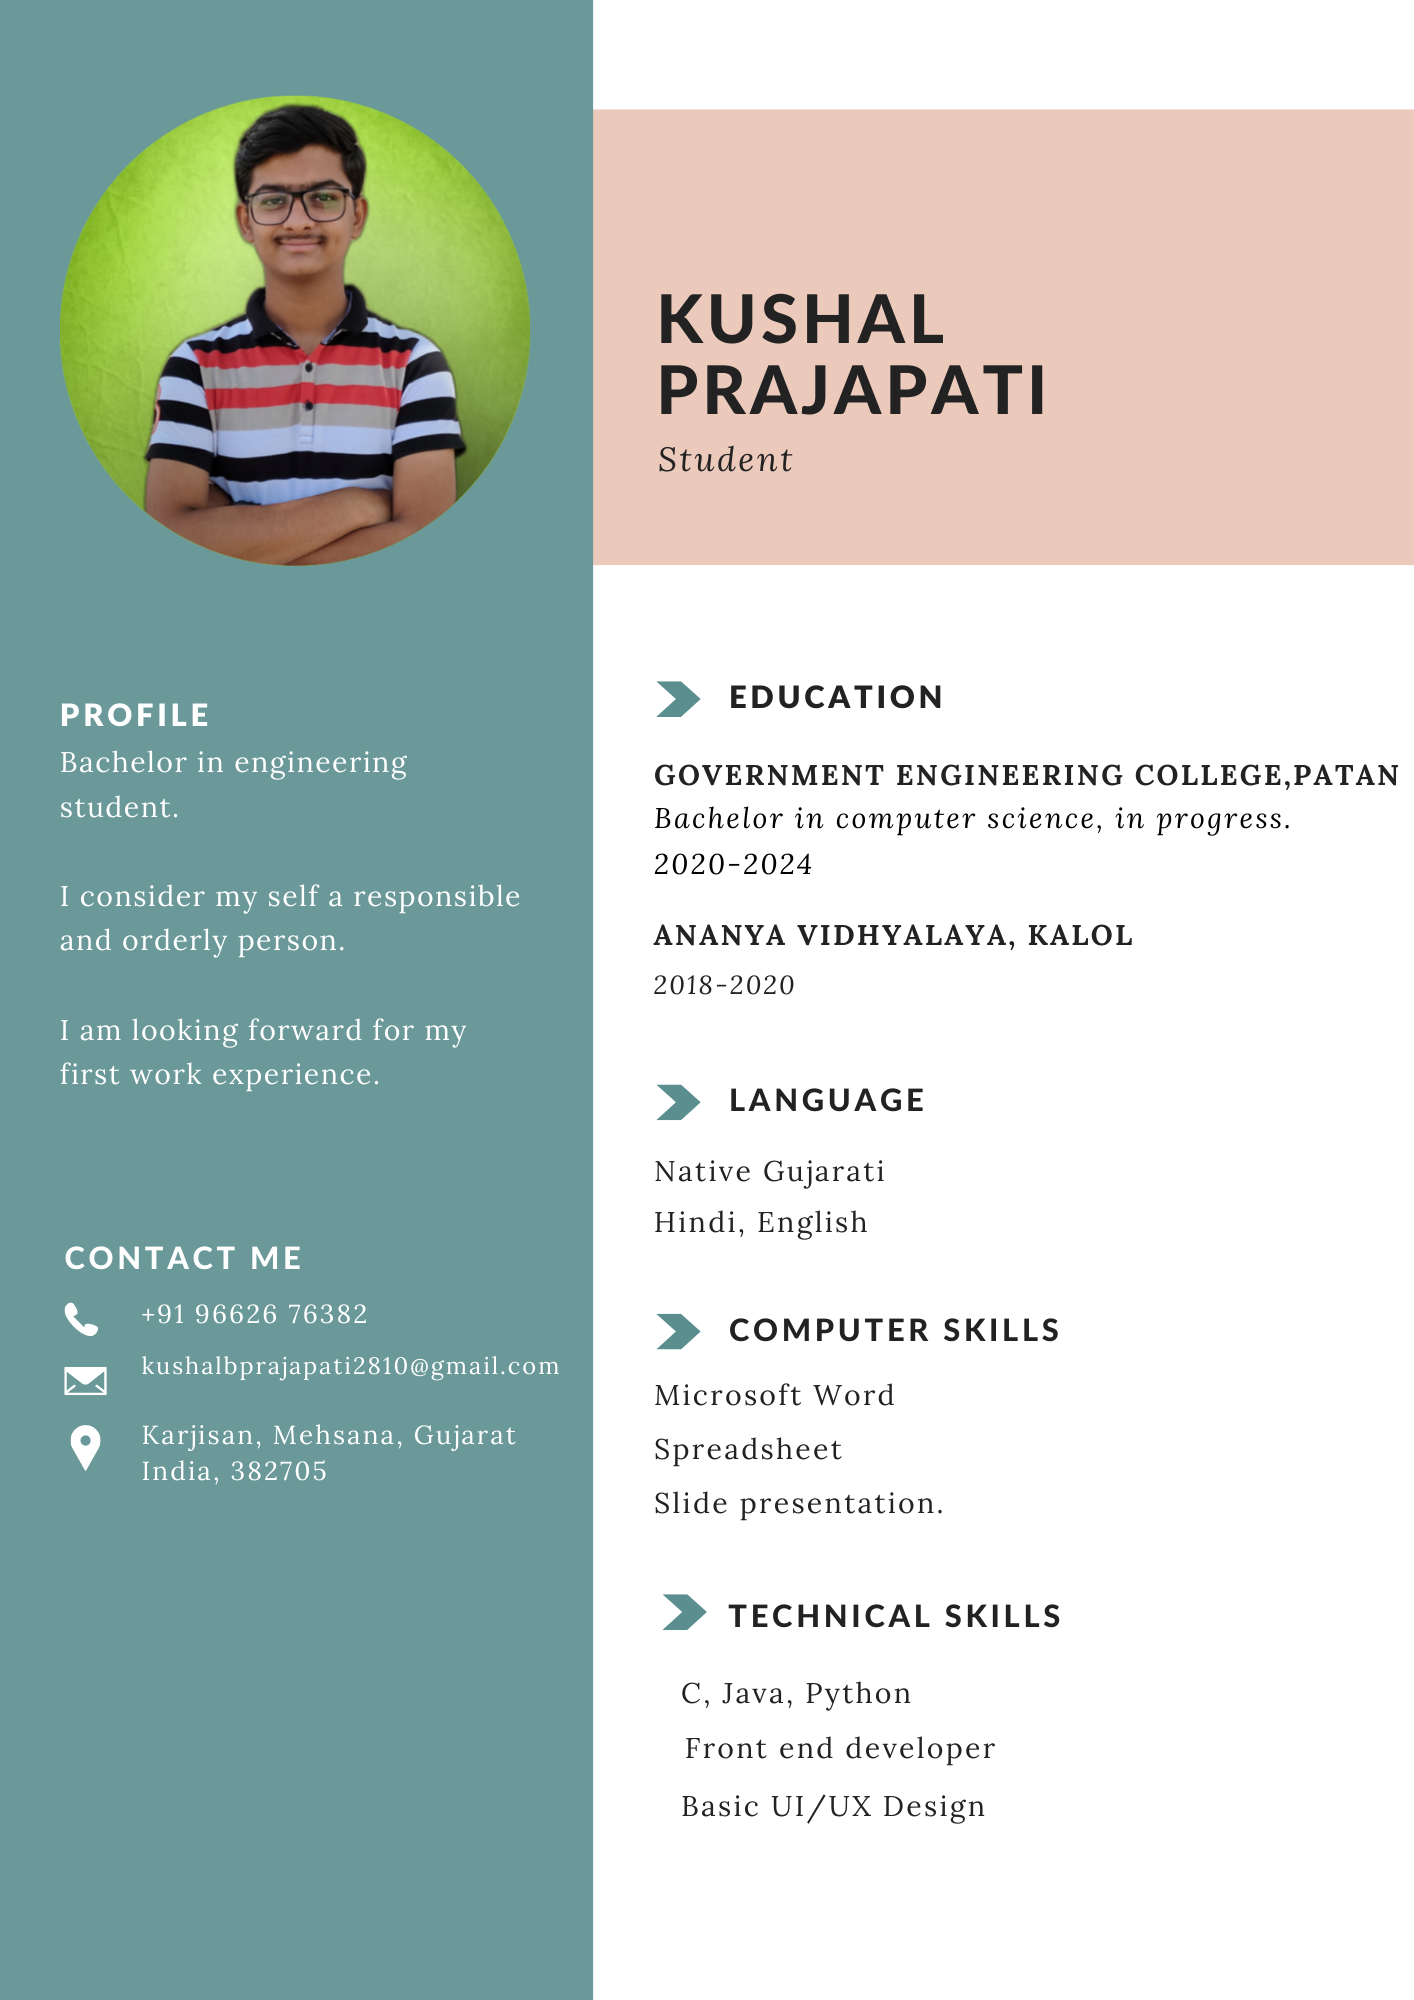 KUSHAL
PRAJAPATI
Student
PROFILE
Bachelor in engineering
student.
I consider my self a responsible
and orderly person.
I am looking forward for my
first work experience.
CONTACT ME
+91 96626 76382
kushalbprajapati2810@gmail.com
Karjisan, Mehsana, Gujarat
India, 382705
EDUCATION
GOVERNMENT ENGINEERING COLLEGE,PATAN
Bachelor in computer science, in progress.
2020-2024
ANANYA VIDHYALAYA, KALOL
2018-2020
LANGUAGE
Native Gujarati
Hindi, English
COMPUTER SKILLS
Microsoft Word
Spreadsheet
Slide presentation.
TECHNICAL SKILLS
C, Java, Python
Front end developer
Basic UI/UX Design